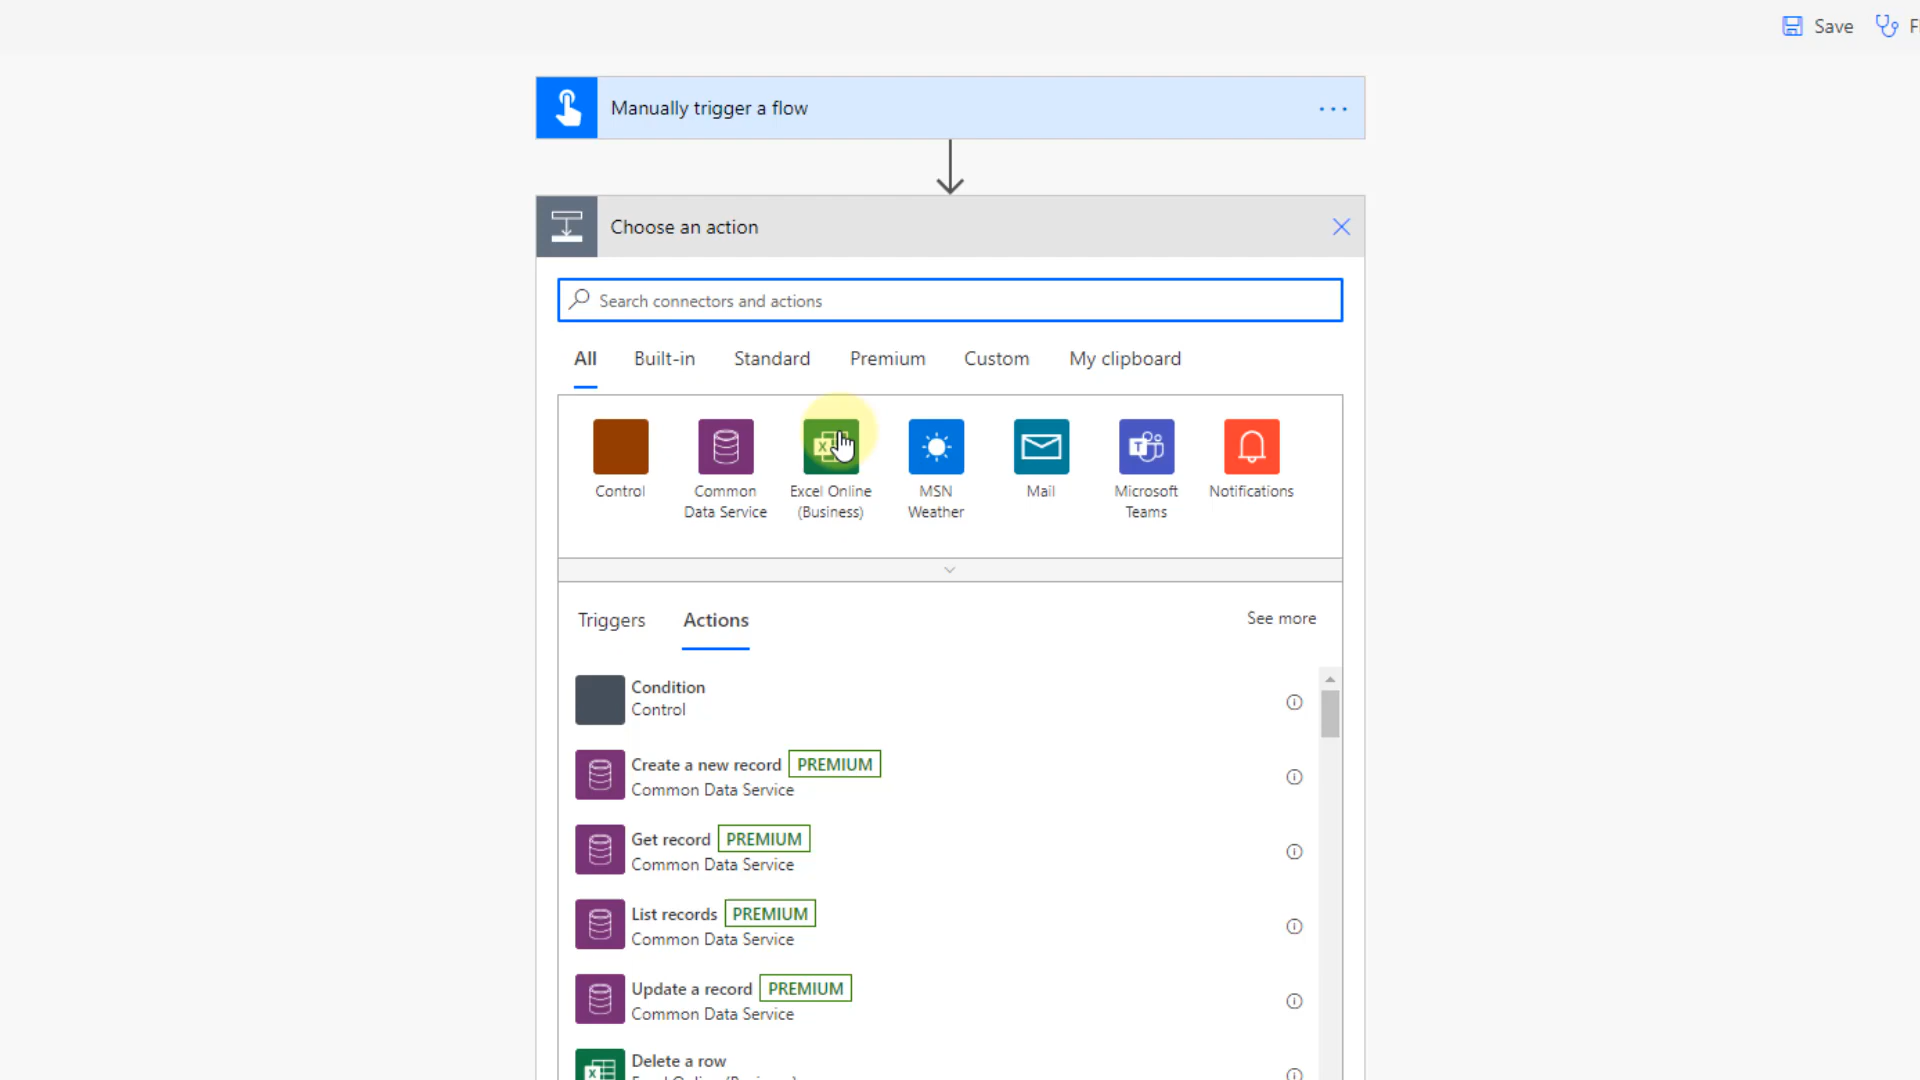 Save
Manually trigger a flow
Choose an action
Search connectors and actions
All Built-in Standard Premium Custom My clipboard
Control
Common
Data Service
Excel Online
(Business)
MSN
Weather
Mail
Microsoft
Teams
Notifications
Triggers Actions See more
Condition
Control
Create a new record PREMIUM
Common Data Service
Get record PREMIUM
Common Data Service
List records PREMIUM
Common Data Service
Update a record PREMIUM
Common Data Service
Delete a row